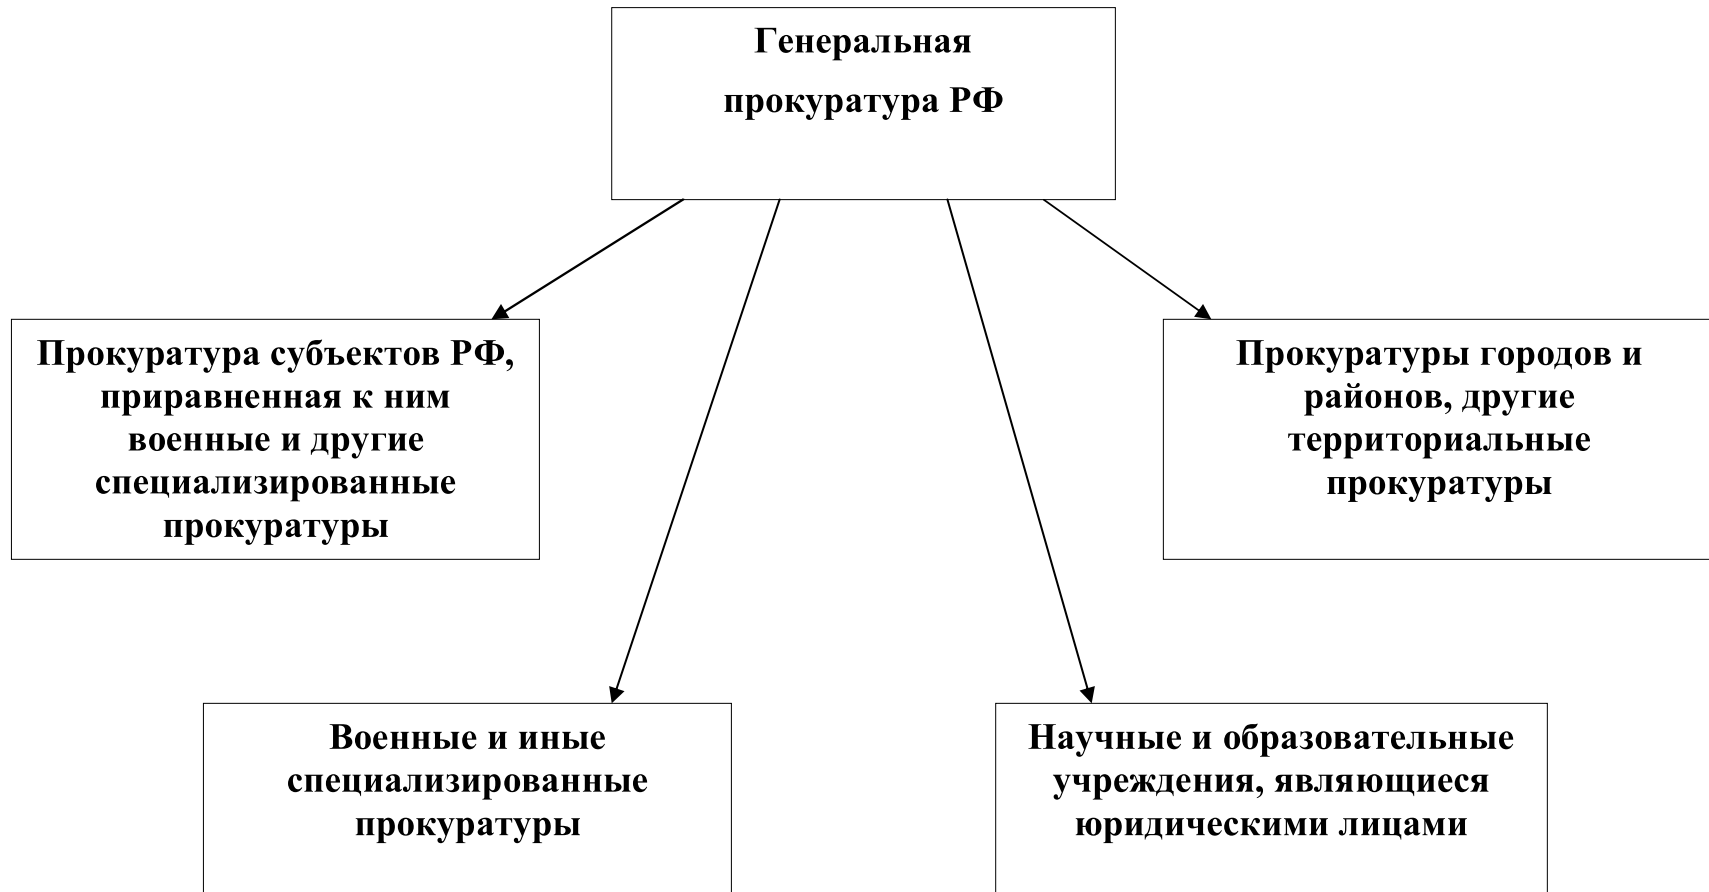 Генеральная
прокуратура РФ
Прокуратура субъектов РФ,
приравненная к ним
военные и другие
специализированные
прокуратуры
Прокуратуры городов и
районов, другие
территориальные
прокуратуры
Военные и иные
специализированные
прокуратуры
Научные и образовательные
учреждения, являющиеся
юридическими лицами